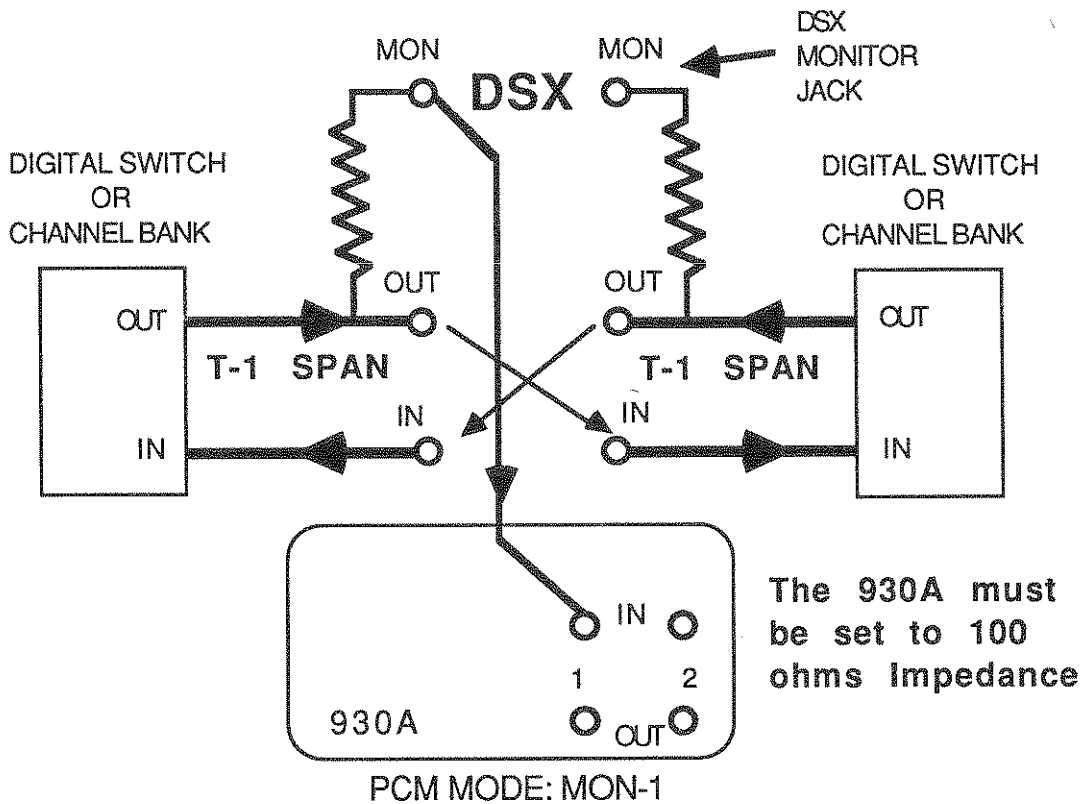 DSX
MONITOR
JACK
MON
MON
DSX
DIGITAL SWITCH
OR
CHANNEL BANK
DIGITAL SWITCH
OR
CHANNEL BANK
OUT
OUT
OUT
OUT
T-1 SPAN
T-1 SPAN
IN
IN
IN
IN
The 930A must
be set to 100
ohms Impedance
IN
1
2
930A
OUT
PCM MODE: MON-1